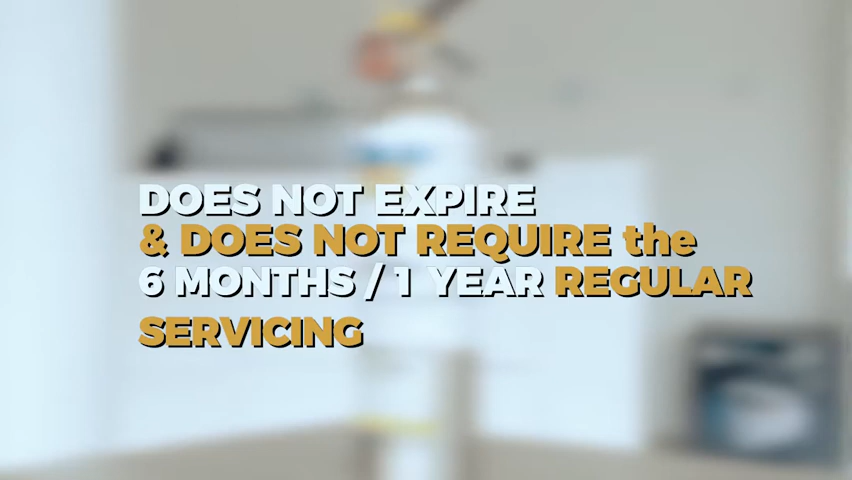 DOES NOT EXPIRE
& DOES NOT REQUIRE the
6 MONTHS / 1 YEAR REGULAR
SERVICING